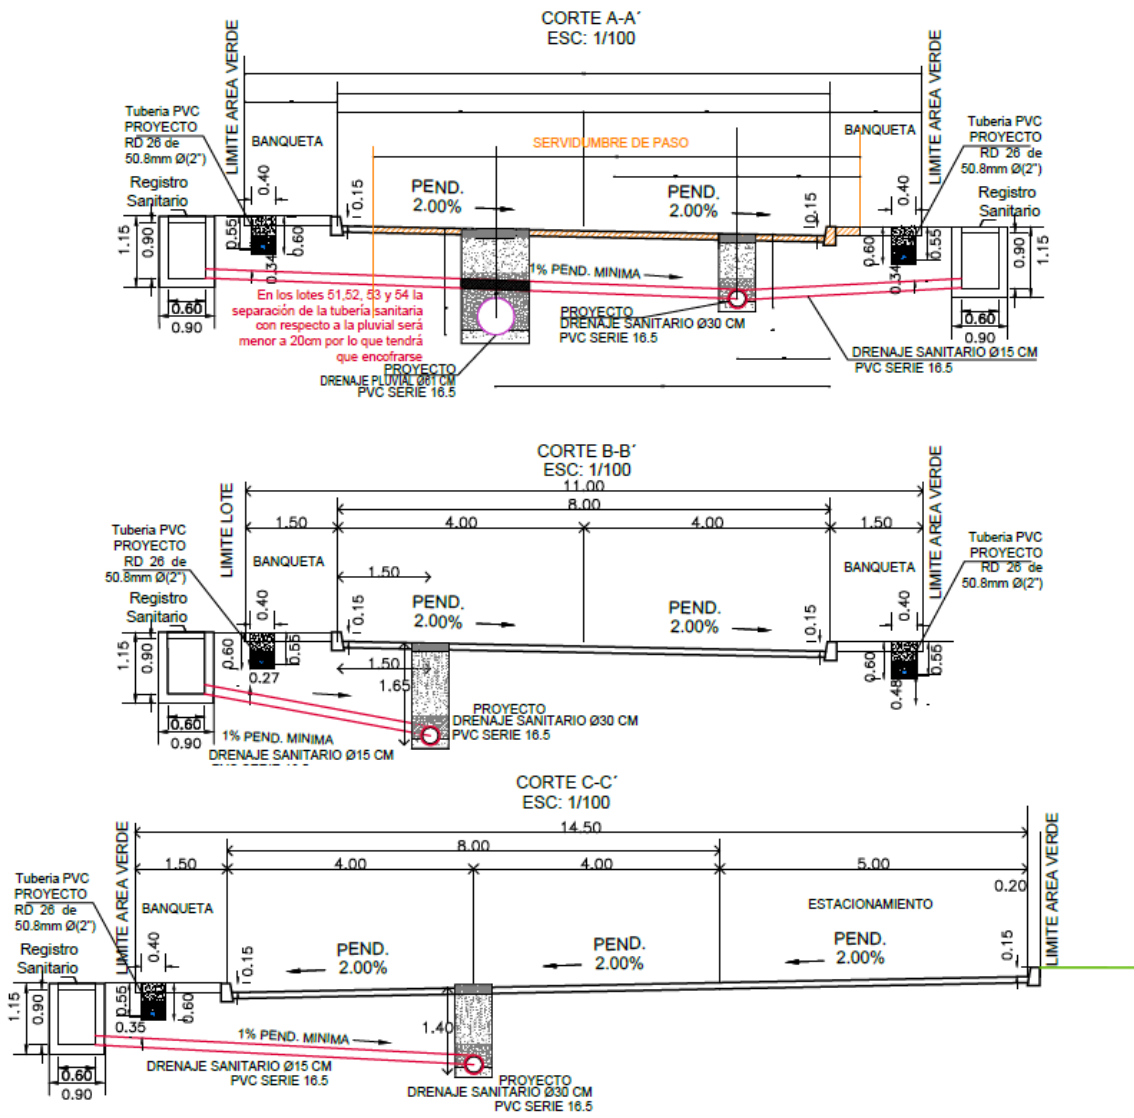 CORTE A-A´
ESC: 1/100
LIMITE AREA VERDE
LIMITE AREA VERDE
Tuberia PVC
PROYECTO
RD 26 de
50.8mm Ø(2")
BANQUETA
SERVIDUMBRE DE PASO
BANQUETA
Tuberia PVC
PROYECTO
RD 26 de
50.8mm Ø(2")
Registro
Sanitario
0.40
0.15
PEND.
2.00%
PEND.
2.00%
0.15
0.40
Registro
Sanitario
1.15
0.90
0.55
0.60
0.34
0.60
0.90
1% PEND. MINIMA
0.60
0.55
0.34
0.90
1.15
0.60
0.90
En los lotes 51,52, 53 y 54 la
separación de la tubería sanitaria
con respecto a la pluvial será
menor a 20cm por lo que tendrá
que encofrarse
PROYECTO
DRENAJE SANITARIO Ø30 CM
PVC SERIE 16.5
DRENAJE SANITARIO Ø15 CM
PVC SERIE 16.5
PROYECTO
DRENAJE PLUVIAL Ø61 CM
PVC SERIE 16.5
CORTE B-B´
ESC: 1/100
11.00
8.00
1.50
4.00
4.00
1.50
LIMITE LOTE
LIMITE AREA VERDE
Tuberia PVC
PROYECTO
RD 26 de
50.8mm Ø(2")
BANQUETA
1.50
BANQUETA
Tuberia PVC
PROYECTO
RD 26 de
50.8mm Ø(2")
Registro
Sanitario
0.40
0.15
PEND.
2.00%
PEND.
2.00%
0.15
0.40
1.15
0.90
0.60
0.55
0.27
1.50
1.65
0.60
0.55
0.48
0.60
0.90
PROYECTO
DRENAJE SANITARIO Ø30 CM
PVC SERIE 16.5
1% PEND. MINIMA
DRENAJE SANITARIO Ø15 CM
CORTE C-C´
ESC: 1/100
14.50
8.00
1.50
4.00
4.00
5.00
LIMITE AREA VERDE
LIMITE AREA VERDE
0.20
Tuberia PVC
PROYECTO
RD 26 de
50.8mm Ø(2")
BANQUETA
ESTACIONAMIENTO
Registro
Sanitario
0.40
0.15
PEND.
2.00%
PEND.
2.00%
PEND.
2.00%
0.15
1.15
0.90
0.55
0.60
0.35
1.40
0.60
0.90
1% PEND. MINIMA
DRENAJE SANITARIO Ø15 CM
PVC SERIE 16.5
PROYECTO
DRENAJE SANITARIO Ø30 CM
PVC SERIE 16.5